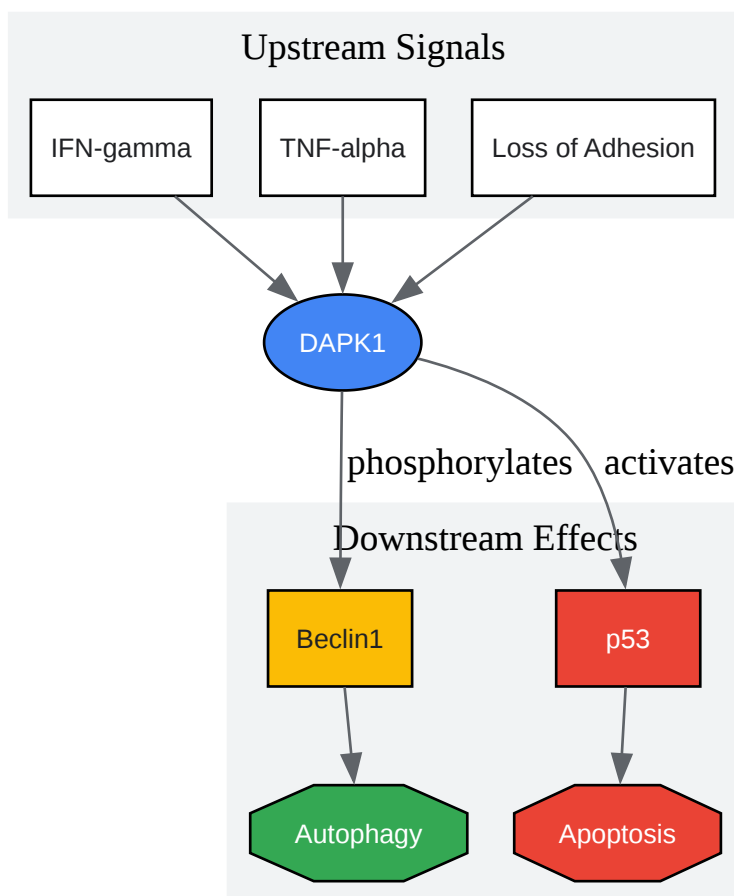 Upstream Signals
IFN-gamma
TNF-alpha
Loss of Adhesion
DAPK1
phosphorylates
activates
Downstream Effects
Beclin1
p53
Autophagy
Apoptosis